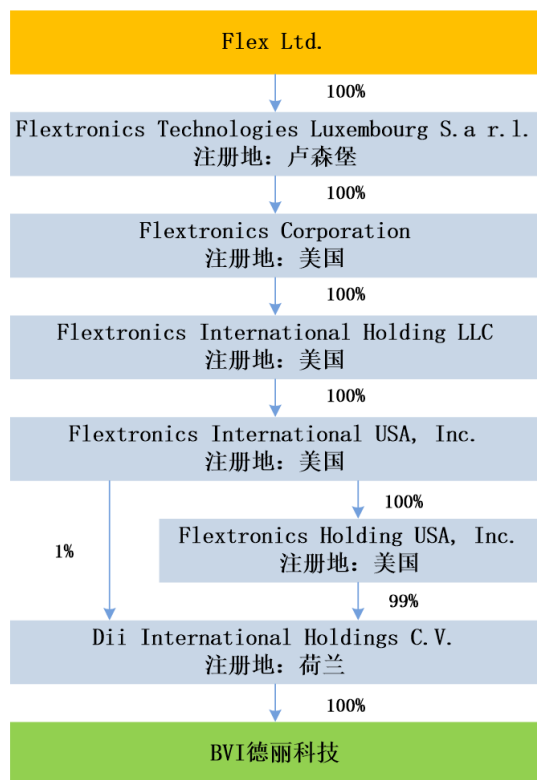 Flex Ltd.
100%
Flextronics Technologies Luxembourg S.a r.l.
注册地：卢森堡
100%
Flextronics Corporation
注册地：美国
100%
Flextronics International Holding LLC
注册地：美国
100%
Flextronics International USA, Inc.
注册地：美国
100%
Flextronics Holding USA, Inc.
注册地：美国
1%
99%
Dii International Holdings C.V.
注册地：荷兰
100%
BVI德丽科技